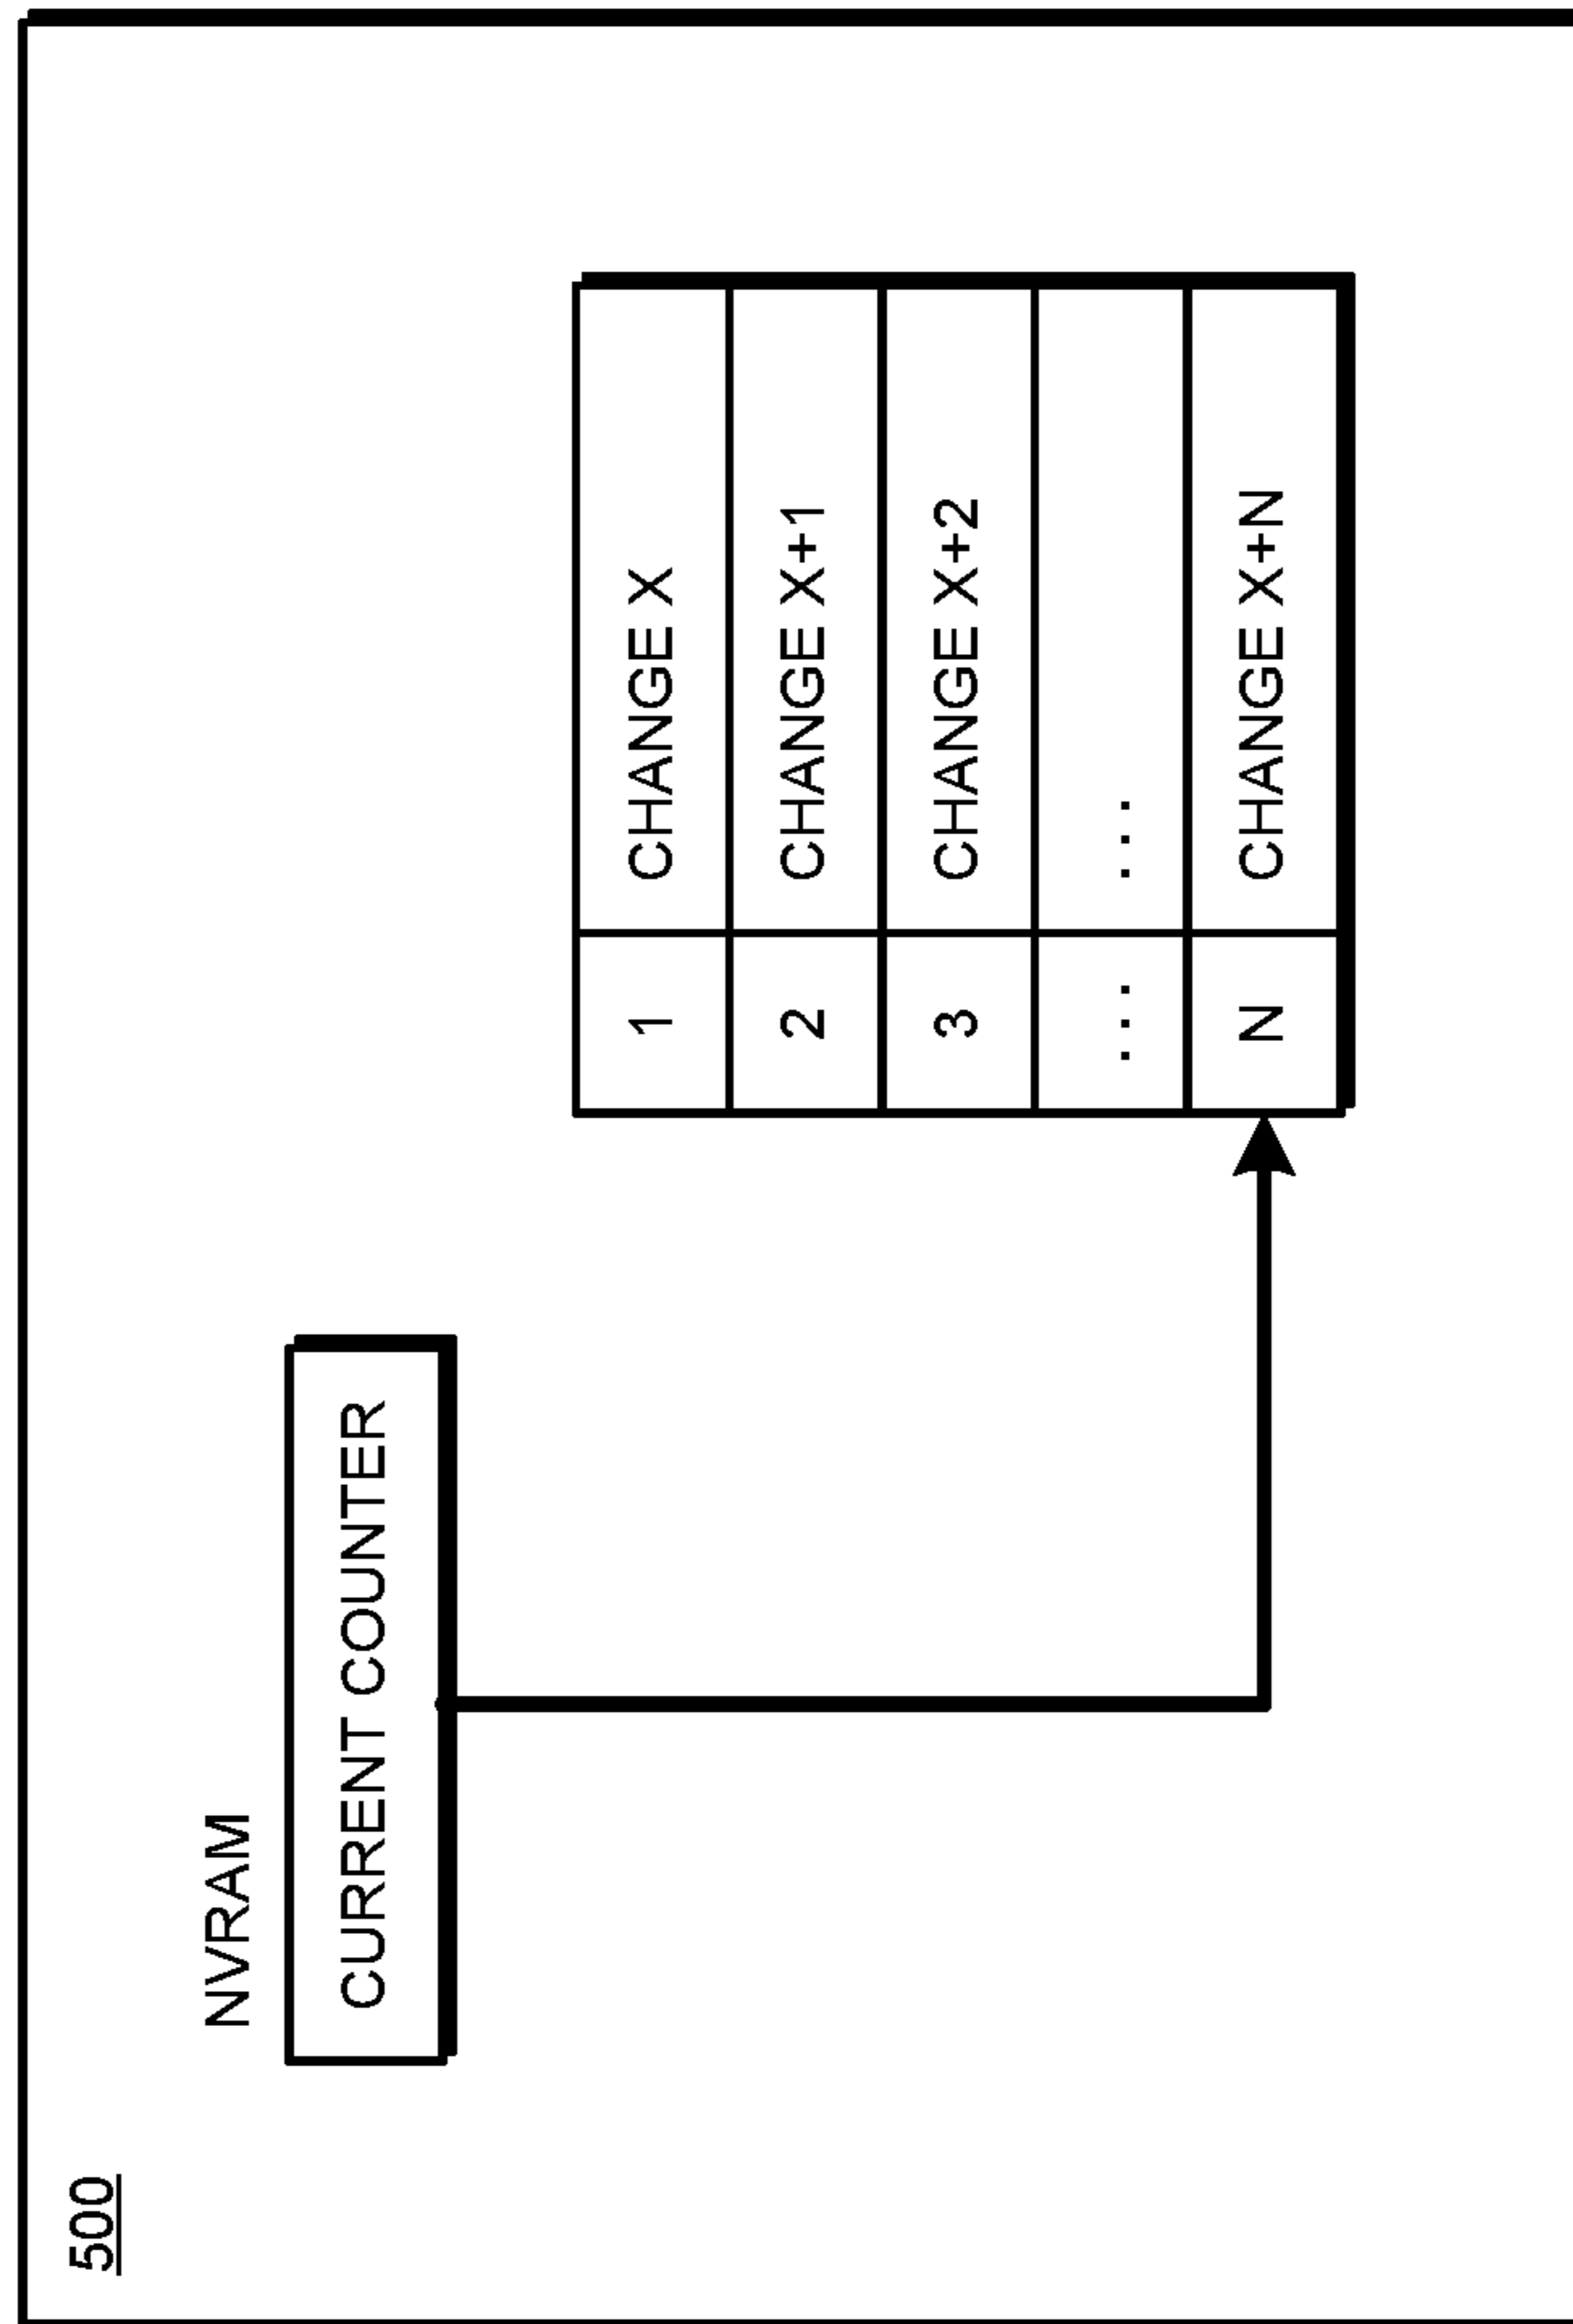 500
NVRAM
CURRENT COUNTER
1 CHANGE X
2 CHANGE X+1
3 CHANGE X+2
... ...
N CHANGE X+N